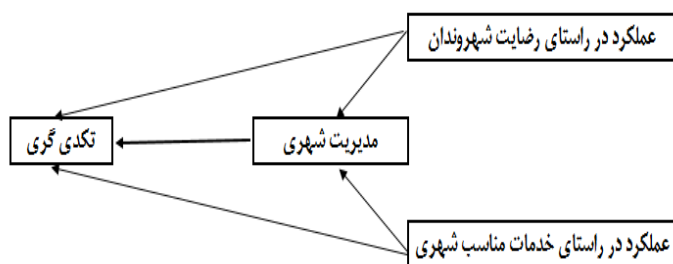 عملکرد در راستای رضایت شهروندان
مدیریت شهری
تکدی گری
عملکرد در راستای خدمات مناسب شهری